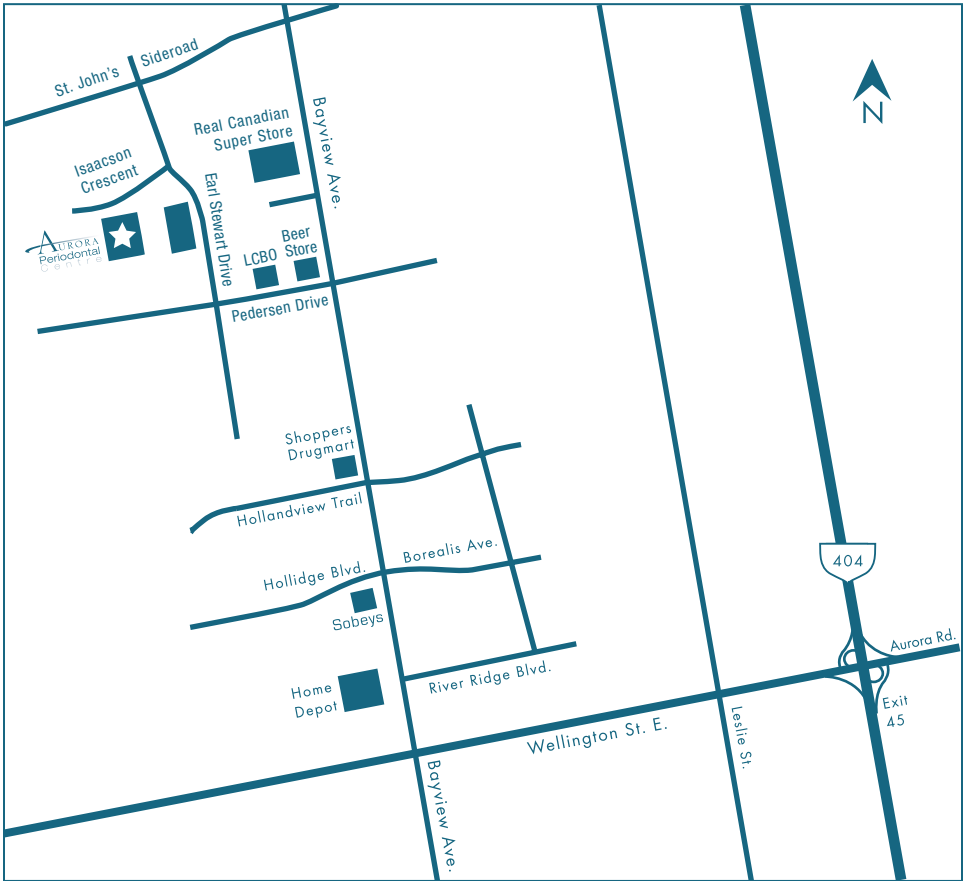 St. John's Sideroad
Bayview Ave.
Real Canadian
Super Store
Isaacson
Crescent
Earl Stewart Drive
AURORA
Periodontal
Centre
LCBO
Beer
Store
Pedersen Drive
N
Shoppers
Drugmart
Hollandview Trail
Hollidge Blvd.
Borealis Ave.
Sobeys
404
Home
Depot
River Ridge Blvd.
Aurora Rd.
Exit
45
Wellington St. E.
Leslie St.
Bayview Ave.